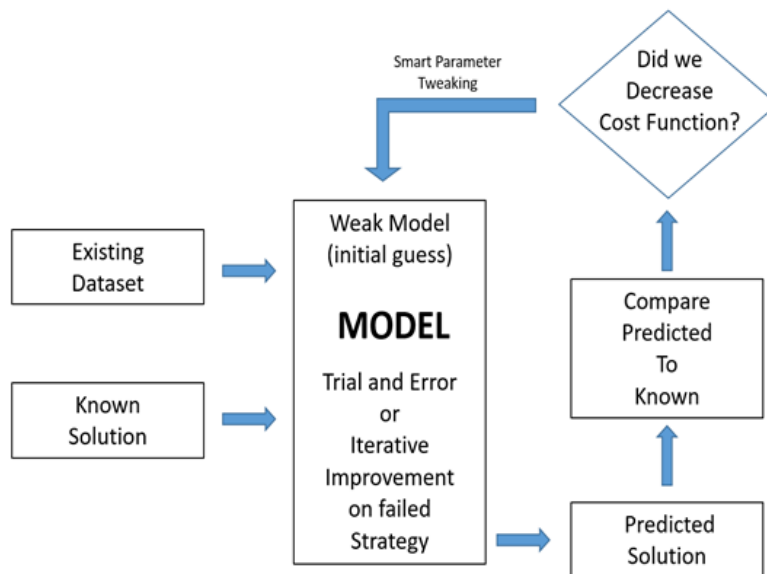 Smart Parameter
Tweaking
Did we
Decrease
Cost Function?
Existing
Dataset
Known
Solution
Weak Model
(initial guess)
MODEL
Trial and Error
or
Iterative
Improvement
on failed
Strategy
Compare
Predicted
To
Known
Predicted
Solution